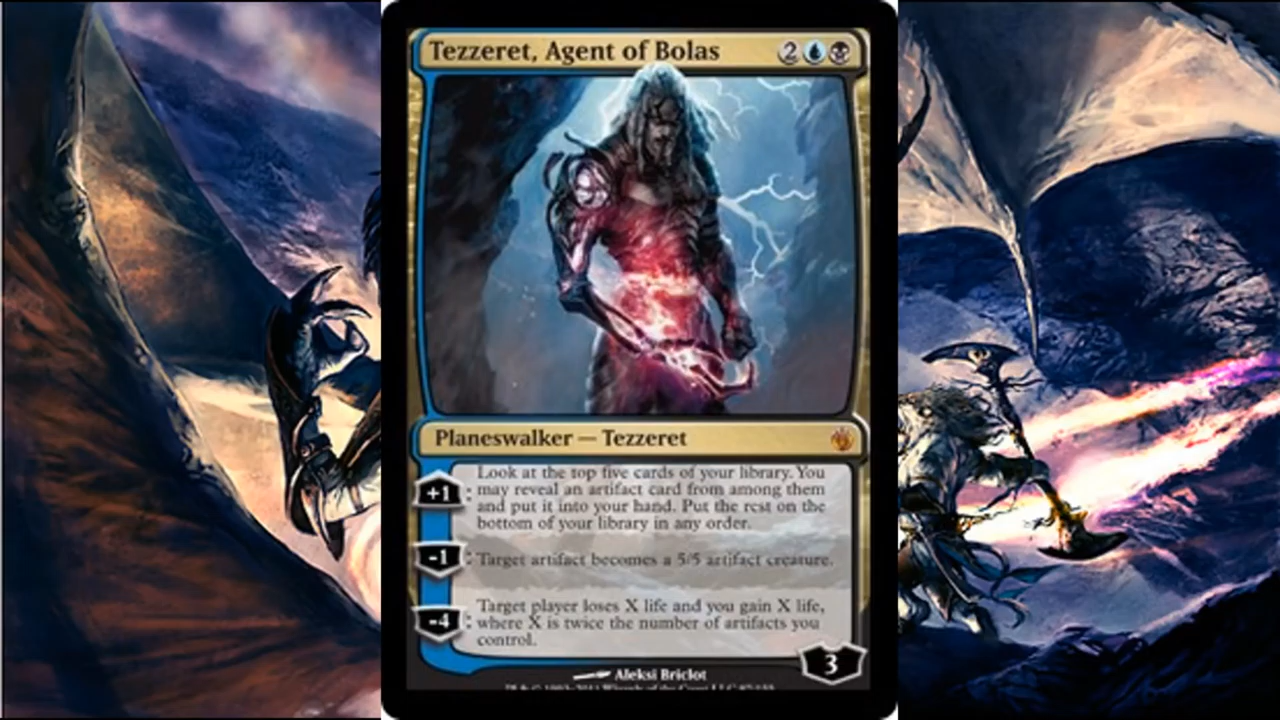 Tezzeret, Agent of Bolas 2
Planeswalker — Tezzeret
Look at the top five cards of your library. You
+1 : may reveal an artifact card from among them
and put it into your hand. Put the rest on the
bottom of your library in any order.
-1 : Target artifact becomes a 5/5 artifact creature.
Target player loses X life and you gain X life,
-4 : where X is twice the number of artifacts you
control.
3
Aleksi Briclot